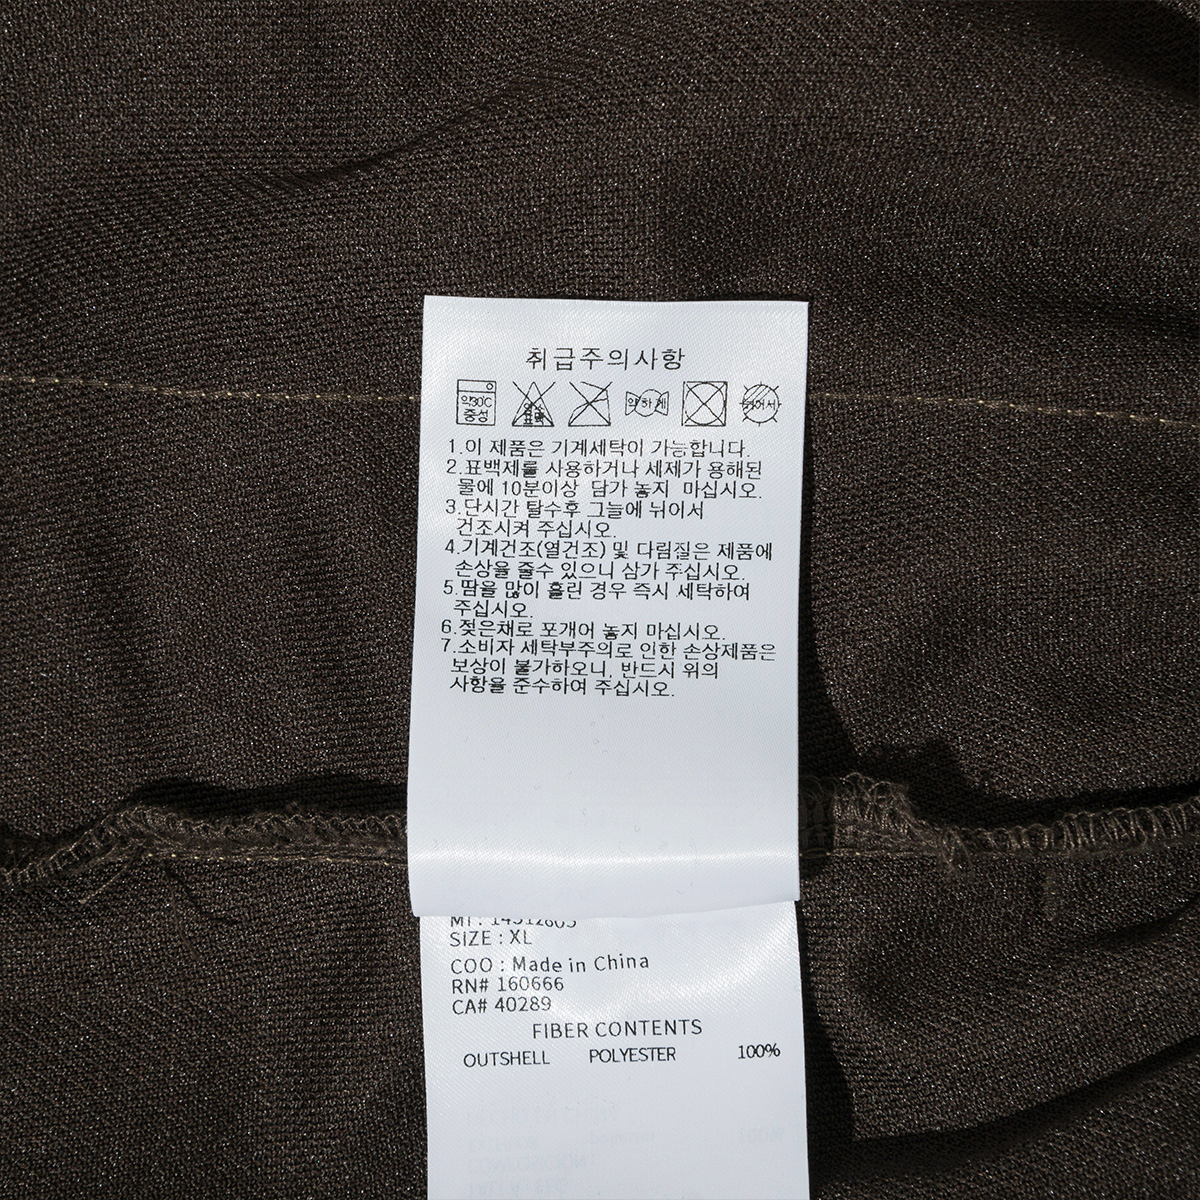 취급주의사항
약30℃
중성
염소
표백
약하게
뉘어서
1.이 제품은 기계세탁이 가능합니다.
2.표백제를 사용하거나 세제가 용해된
물에 10분이상 담가 놓지 마십시오.
3.단시간 탈수후 그늘에 뉘어서
건조시켜 주십시오.
4.기계건조(열건조) 및 다림질은 제품에
손상을 줄수 있으니 삼가 주십시오.
5.땀을 많이 흘린 경우 즉시 세탁하여
주십시오.
6.젖은채로 포개어 놓지 마십시오.
7.소비자 세탁부주의로 인한 손상제품은
보상이 불가하오니, 반드시 위의
사항을 준수하여 주십시오.
SIZE : XL
COO : Made in China
RN# 160666
CA# 40289
FIBER CONTENTS
OUTSHELL POLYESTER 100%